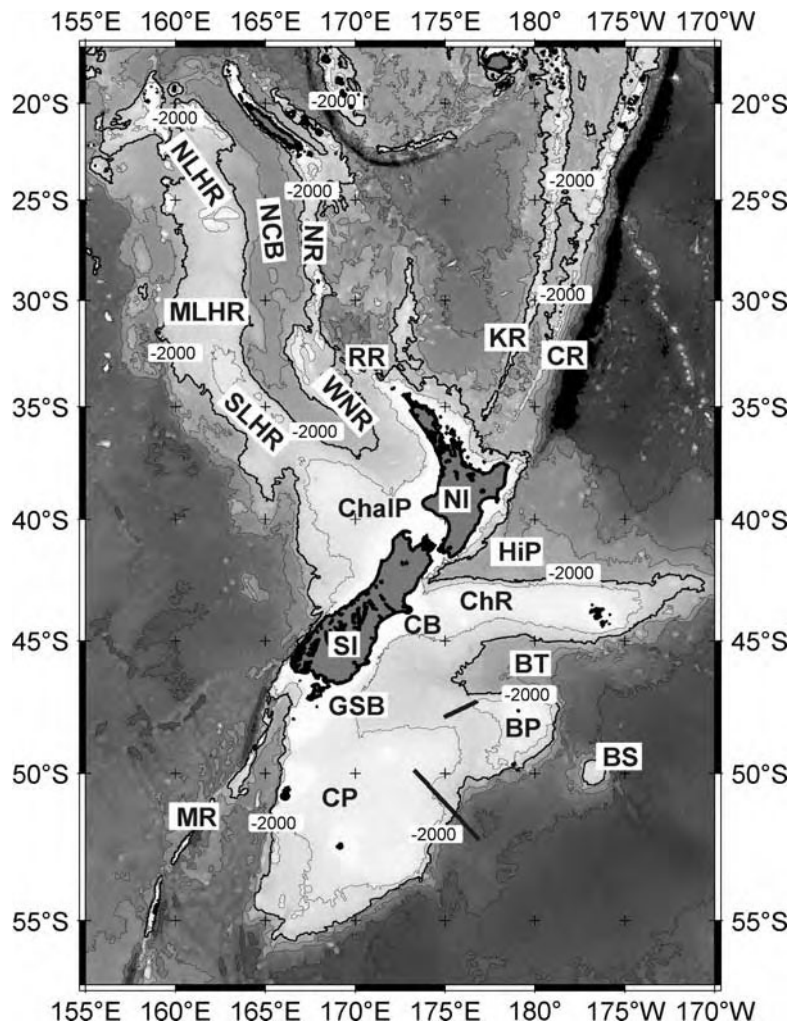 155°E 160°E 165°E 170°E 175°E 180° 175°W 170°W
20°S 20°S
-2000
-2000
-2000
NLHR
-2000
25°S 25°S
NCB
NR
30°S 30°S
-2000
MLHR
KR
-2000
RR
CR
WNR
35°S 35°S
SLHR
-2000
ChalP
NI
40°S 40°S
HiP
-2000
ChR
CB
45°S 45°S
SI
BT
-2000
GSB
BP
BS
50°S 50°S
CP
MR
-2000
-2000
55°S 55°S
155°E 160°E 165°E 170°E 175°E 180° 175°W 170°W